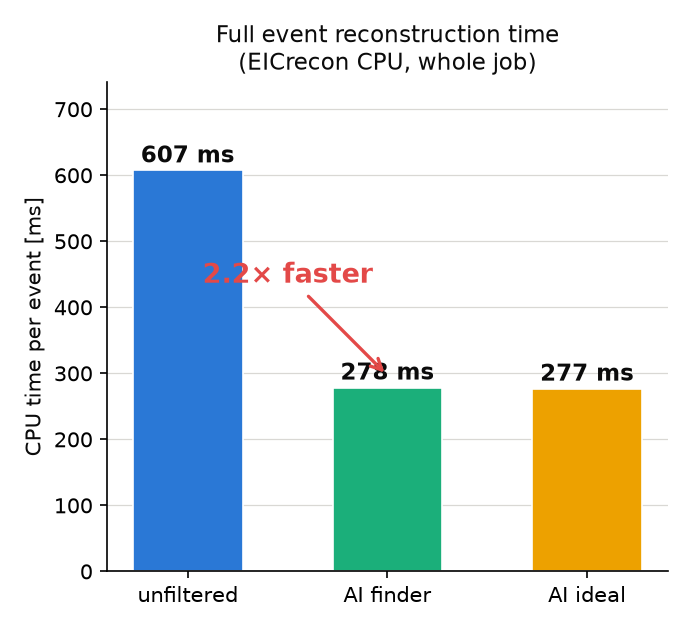 Full event reconstruction time
(EICrecon CPU, whole job)
CPU time per event [ms]
700
600
500
400
300
200
100
0
607 ms
2.2× faster
278 ms
277 ms
unfiltered
AI finder
AI ideal